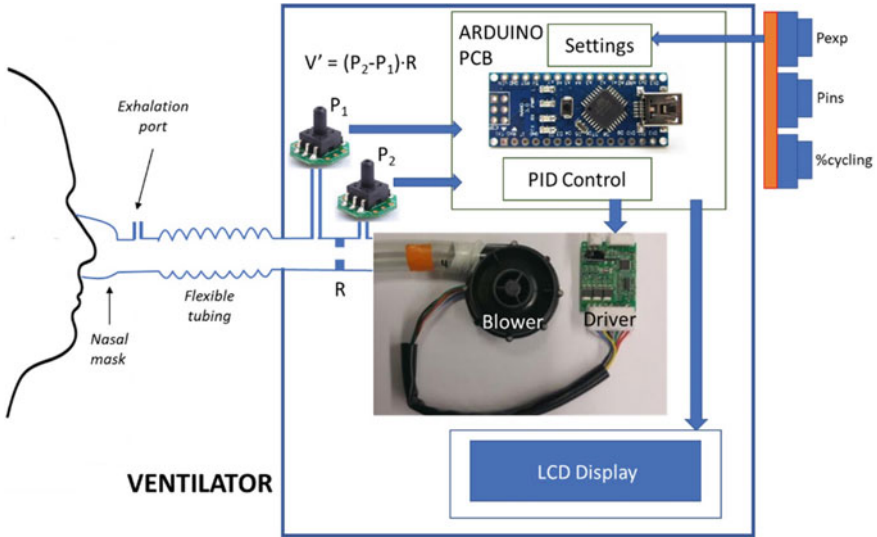 ARDUINO
PCB
Settings
V' = (P₂-P₁)·R
P₁
P₂
PID Control
Pexp
Pins
%cycling
Exhalation
port
Flexible
tubing
Nasal
mask
R
Blower
Driver
LCD Display
VENTILATOR